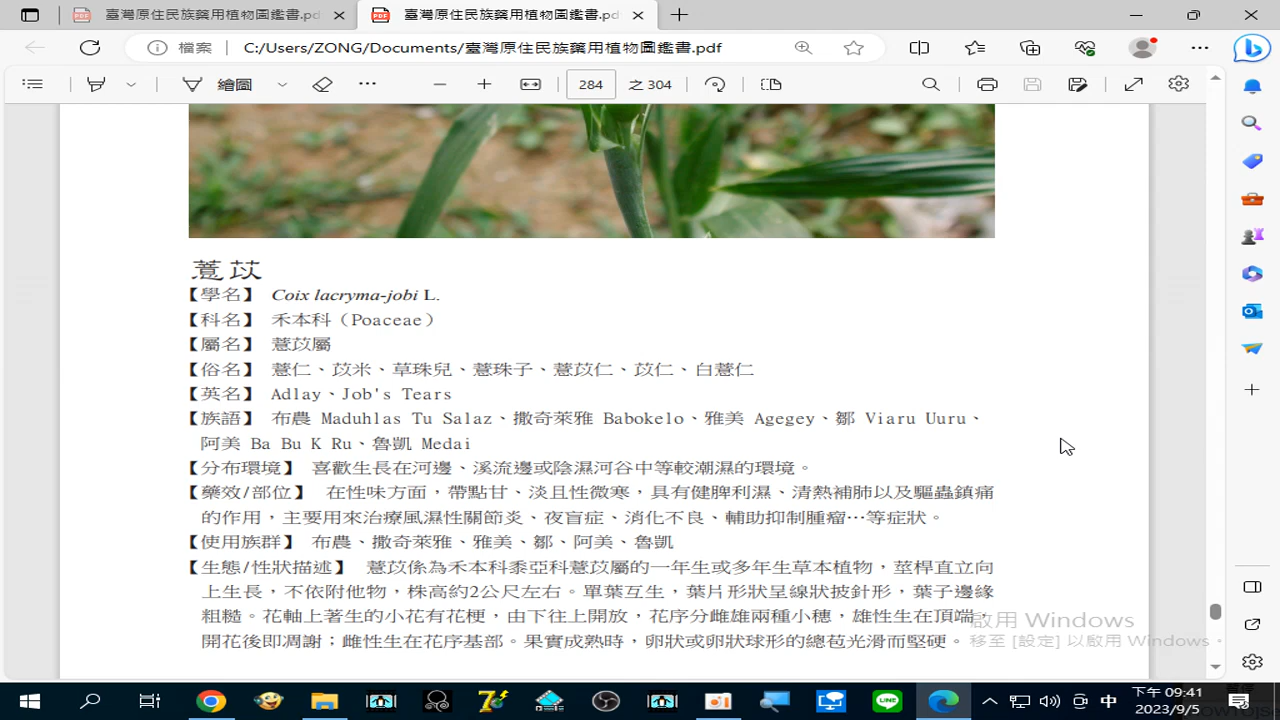 臺灣原住民族藥用植物圖鑑書.pd
臺灣原住民族藥用植物圖鑑書.pd
檔案
C:/Users/ZONG/Documents/臺灣原住民族藥用植物圖鑑書.pdf
繪圖
284
之 304
薏苡
【學名】 Coix lacryma-jobi L.
【科名】 禾本科（Poaceae）
【屬名】 薏苡屬
【俗名】 薏仁、苡米、草珠兒、薏珠子、薏苡仁、苡仁、白薏仁
【英名】 Adlay、Job's Tears
【族語】 布農 Maduhlas Tu Salaz、撒奇萊雅 Babokelo、雅美 Agegey、鄒 Viaru Uuru、
阿美 Ba Bu K Ru、魯凱 Medai
【分布環境】 喜歡生長在河邊、溪流邊或陰濕河谷中等較潮濕的環境。
【藥效/部位】 在性味方面，帶點甘、淡且性微寒，具有健脾利濕、清熱補肺以及驅蟲鎮痛
的作用，主要用來治療風濕性關節炎、夜盲症、消化不良、輔助抑制腫瘤…等症狀。
【使用族群】 布農、撒奇萊雅、雅美、鄒、阿美、魯凱
【生態/性狀描述】 薏苡係為禾本科黍亞科薏苡屬的一年生或多年生草本植物，莖桿直立向
上生長，不依附他物，株高約2公尺左右。單葉互生，葉片形狀呈線狀披針形，葉子邊緣
粗糙。花軸上著生的小花有花梗，由下往上開放，花序分雌雄兩種小穗，雄性生在頂端，
開花後即凋謝；雌性生在花序基部。果實成熟時，卵狀或卵狀球形的總苞光滑而堅硬。
啟用 Windows
移至 [設定] 以啟用 Windows。
中
下午 09:41
2023/9/5